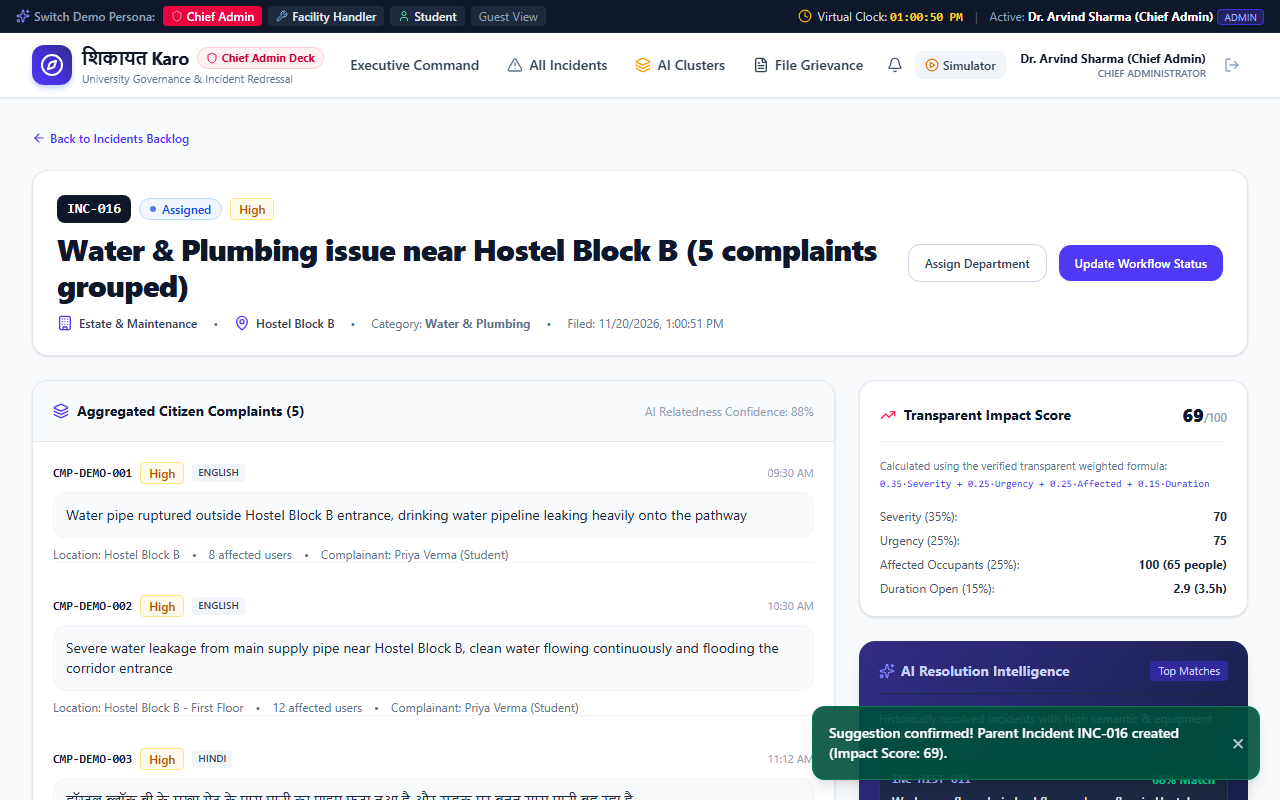 Switch Demo Persona: Chief Admin Facility Handler Student Guest View Virtual Clock: 01:00:50 PM | Active: Dr. Arvind Sharma (Chief Admin) ADMIN
शिकायत Karo Chief Admin Deck
University Governance & Incident Redressal
Executive Command All Incidents AI Clusters File Grievance Simulator
Dr. Arvind Sharma (Chief Admin)
CHIEF ADMINISTRATOR
← Back to Incidents Backlog
INC-016 • Assigned High
Water & Plumbing issue near Hostel Block B (5 complaints
grouped)
Assign Department Update Workflow Status
Estate & Maintenance • Hostel Block B • Category: Water & Plumbing • Filed: 11/20/2026, 1:00:51 PM
Aggregated Citizen Complaints (5) AI Relatedness Confidence: 88%
CMP-DEMO-001 High ENGLISH 09:30 AM
Water pipe ruptured outside Hostel Block B entrance, drinking water pipeline leaking heavily onto the pathway
Location: Hostel Block B • 8 affected users • Complainant: Priya Verma (Student)
CMP-DEMO-002 High ENGLISH 10:30 AM
Severe water leakage from main supply pipe near Hostel Block B, clean water flowing continuously and flooding the
corridor entrance
Location: Hostel Block B - First Floor • 12 affected users • Complainant: Priya Verma (Student)
CMP-DEMO-003 High HINDI 11:12 AM
Transparent Impact Score 69/100
Calculated using the verified transparent weighted formula:
0.35·Severity + 0.25·Urgency + 0.25·Affected + 0.15·Duration
Severity (35%): 70
Urgency (25%): 75
Affected Occupants (25%): 100 (65 people)
Duration Open (15%): 2.9 (3.5h)
AI Resolution Intelligence Top Matches
Historically resolved incidents with high semantic & equipment
Suggestion confirmed! Parent Incident INC-016 created
(Impact Score: 69).
Match